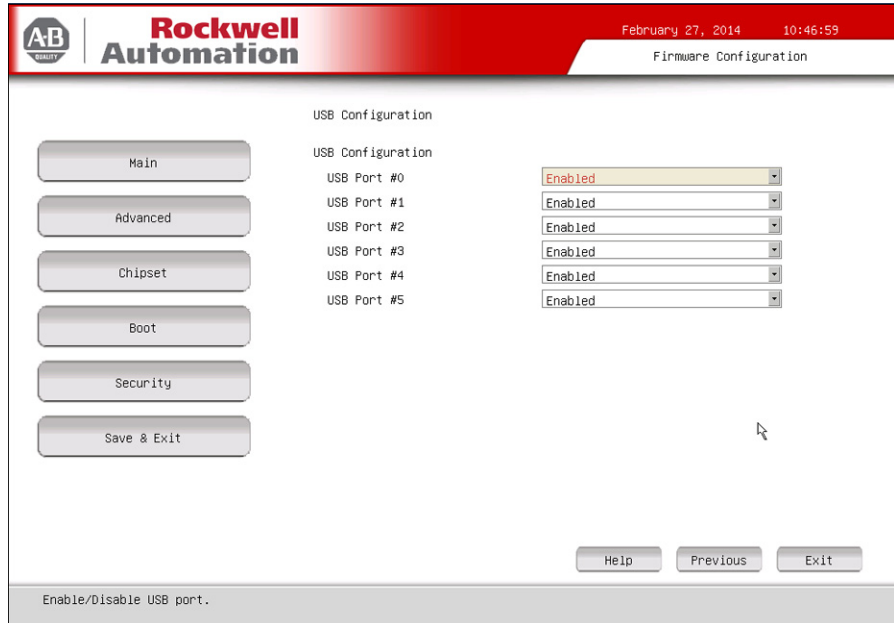 A-B
QUALITY
Rockwell
Automation
February 27, 2014 10:46:59
Firmware Configuration
USB Configuration
USB Configuration
USB Port #0 Enabled
USB Port #1 Enabled
USB Port #2 Enabled
USB Port #3 Enabled
USB Port #4 Enabled
USB Port #5 Enabled
Main
Advanced
Chipset
Boot
Security
Save & Exit
Help Previous Exit
Enable/Disable USB port.